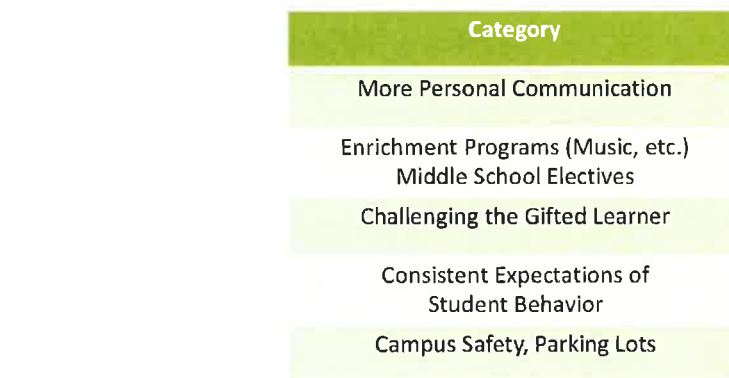 Category
More Personal Communication
Enrichment Programs (Music, etc.)
Middle School Electives
Challenging the Gifted Learner
Consistent Expectations of
Student Behavior
Campus Safety, Parking Lots